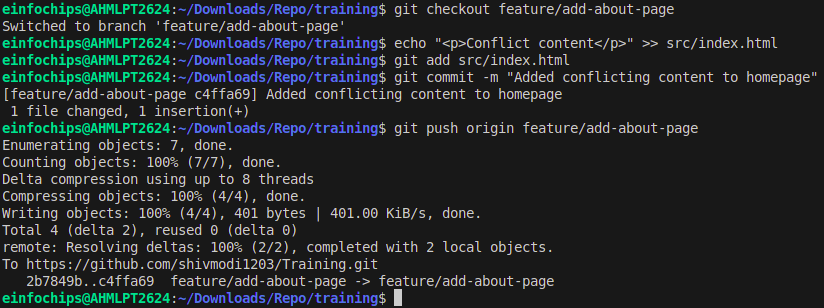 einfochips@AHMLPT2624:~/Downloads/Repo/training$ git checkout feature/add-about-page
Switched to branch 'feature/add-about-page'
einfochips@AHMLPT2624:~/Downloads/Repo/training$ echo "<p>Conflict content</p>" >> src/index.html
einfochips@AHMLPT2624:~/Downloads/Repo/training$ git add src/index.html
einfochips@AHMLPT2624:~/Downloads/Repo/training$ git commit -m "Added conflicting content to homepage"
[feature/add-about-page c4ffa69] Added conflicting content to homepage
 1 file changed, 1 insertion(+)
einfochips@AHMLPT2624:~/Downloads/Repo/training$ git push origin feature/add-about-page
Enumerating objects: 7, done.
Counting objects: 100% (7/7), done.
Delta compression using up to 8 threads
Compressing objects: 100% (4/4), done.
Writing objects: 100% (4/4), 401 bytes | 401.00 KiB/s, done.
Total 4 (delta 2), reused 0 (delta 0)
remote: Resolving deltas: 100% (2/2), completed with 2 local objects.
To https://github.com/shivmodi1203/Training.git
   2b7849b..c4ffa69  feature/add-about-page -> feature/add-about-page
einfochips@AHMLPT2624:~/Downloads/Repo/training$